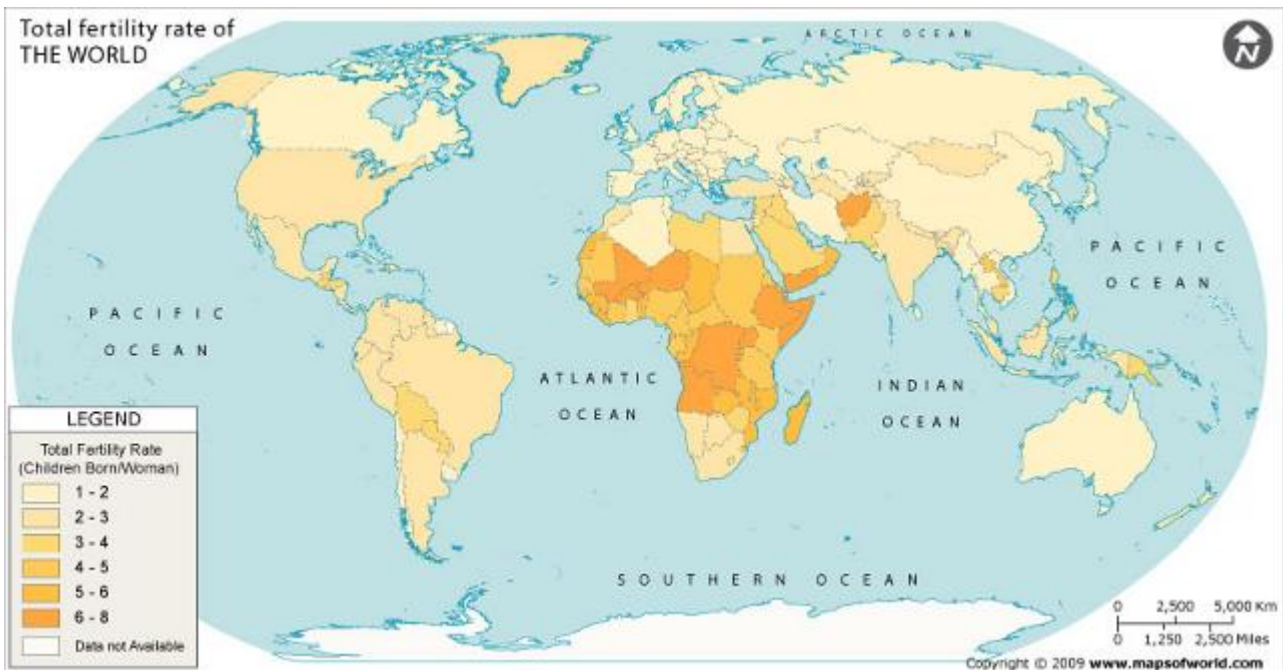 Total fertility rate of
THE WORLD
ARCTIC OCEAN
N
PACIFIC
OCEAN
PACIFIC
OCEAN
ATLANTIC
OCEAN
INDIAN
OCEAN
LEGEND
Total Fertility Rate
(Children Born/Woman)
1 - 2
2 - 3
3 - 4
4 - 5
5 - 6
6 - 8
Data not Available
SOUTHERN OCEAN
0 2,500 5,000 Km
0 1,250 2,500 Miles
Copyright © 2009 www.mapsofworld.com